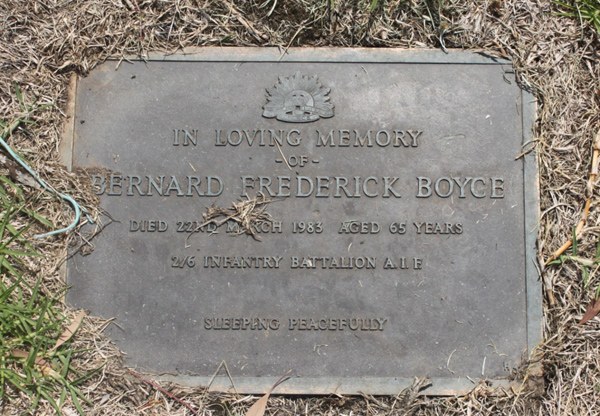 IN LOVING MEMORY
-OF-
BERNARD FREDERICK BOYCE
DIED 22ND MARCH 1983 AGED 65 YEARS
2/6 INFANTRY BATTALION A.I.F.
SLEEPING PEACEFULLY